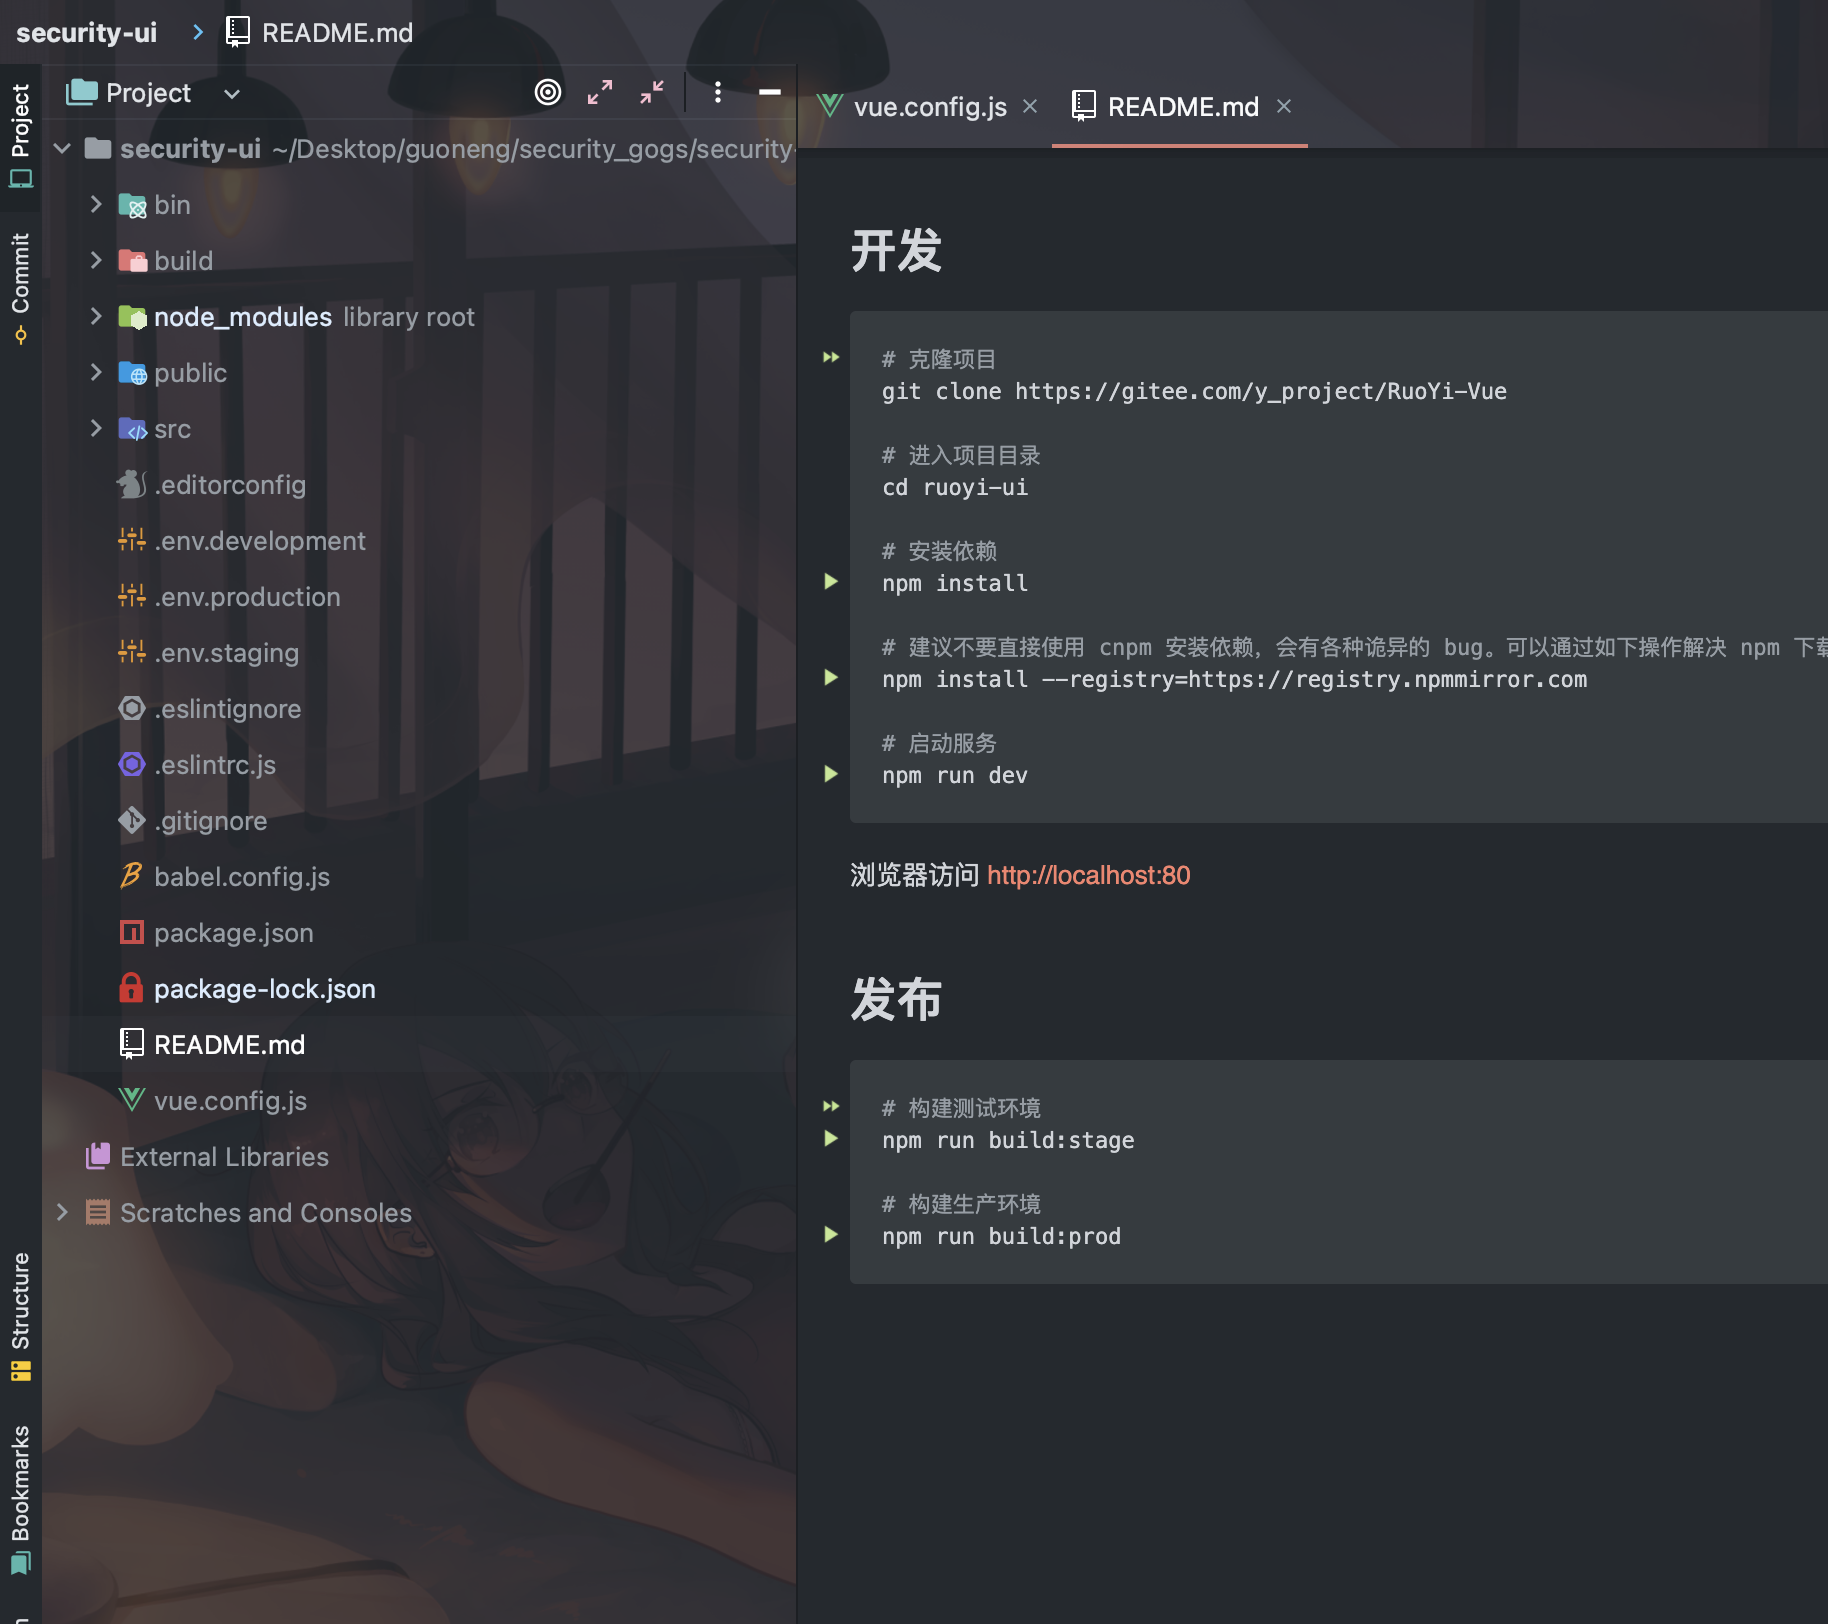 security-ui README.md
Project
Project
Commit
Structure
Bookmarks
security-ui ~/Desktop/guoneng/security_gogs/security-
bin
build
node_modules library root
public
src
.editorconfig
.env.development
.env.production
.env.staging
.eslintignore
.eslintrc.js
.gitignore
babel.config.js
package.json
package-lock.json
README.md
vue.config.js
External Libraries
Scratches and Consoles
vue.config.js README.md
开发
# 克隆项目
git clone https://gitee.com/y_project/RuoYi-Vue
# 进入项目目录
cd ruoyi-ui
# 安装依赖
npm install
# 建议不要直接使用 cnpm 安装依赖，会有各种诡异的 bug。可以通过如下操作解决 npm 下载
npm install --registry=https://registry.npmmirror.com
# 启动服务
npm run dev
浏览器访问 http://localhost:80
发布
# 构建测试环境
npm run build:stage
# 构建生产环境
npm run build:prod